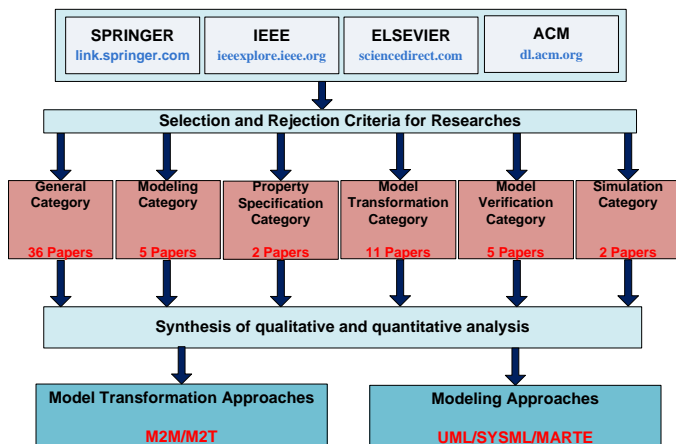 SPRINGER
link.springer.com
IEEE
ieeexplore.ieee.org
ELSEVIER
sciencedirect.com
ACM
dl.acm.org
Selection and Rejection Criteria for Researches
General
Category
36 Papers
Modeling
Category
5 Papers
Property
Specification
Category
2 Papers
Model
Transformation
Category
11 Papers
Model
Verification
Category
5 Papers
Simulation
Category
2 Papers
Synthesis of qualitative and quantitative analysis
Model Transformation Approaches
M2M/M2T
Modeling Approaches
UML/SYSML/MARTE